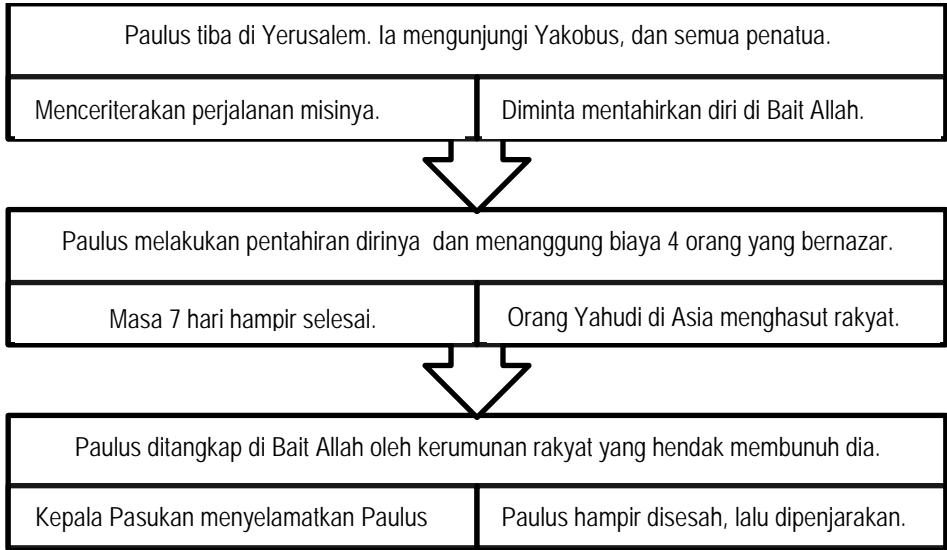 Paulus tiba di Yerusalem. Ia mengunjungi Yakobus, dan semua penatua.
Menceriterakan perjalanan misinya.
Diminta mentahirkan diri di Bait Allah.
Paulus melakukan pentahiran dirinya dan menanggung biaya 4 orang yang bernazar.
Masa 7 hari hampir selesai.
Orang Yahudi di Asia menghasut rakyat.
Paulus ditangkap di Bait Allah oleh kerumunan rakyat yang hendak membunuh dia.
Kepala Pasukan menyelamatkan Paulus
Paulus hampir disesah, lalu dipenjarakan.